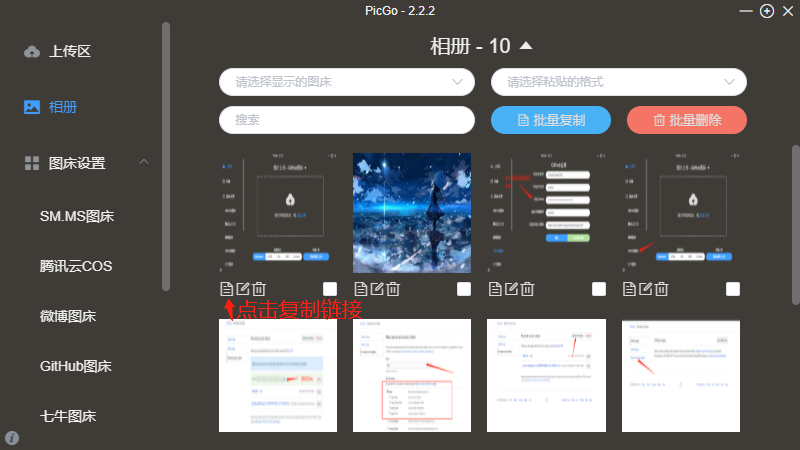 PicGo - 2.2.2
上传区
相册
图床设置
SM.MS图床
腾讯云COS
微博图床
GitHub图床
七牛图床
相册 - 10
请选择显示的图床
请选择粘贴的格式
搜索
批量复制
批量删除
点击复制链接